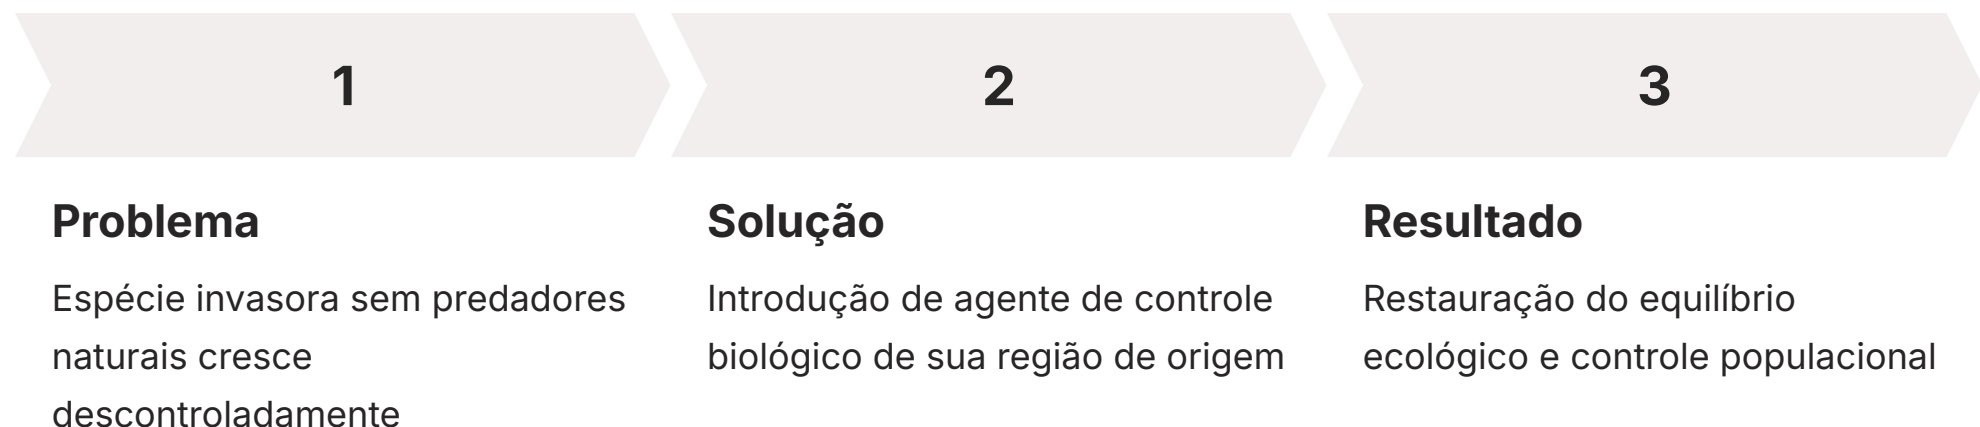 1
2
3
Problema
Espécie invasora sem predadores
naturais cresce
descontroladamente
Solução
Introdução de agente de controle
biológico de sua região de origem
Resultado
Restauração do equilíbrio
ecológico e controle populacional